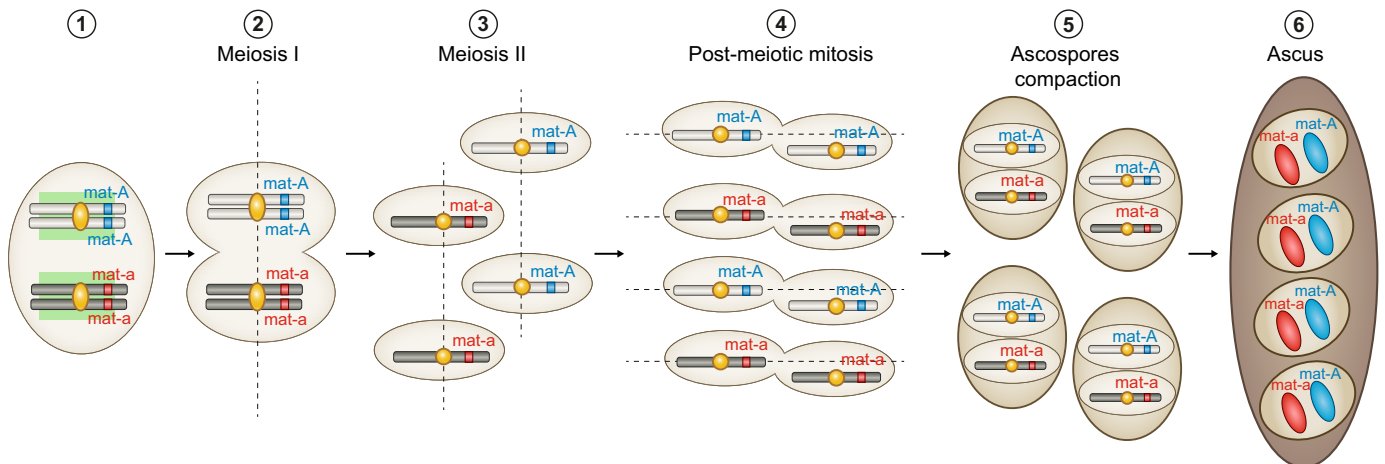 1
2
3
4
5
6
Meiosis I
Meiosis II
Post-meiotic mitosis
Ascospores
compaction
Ascus
mat-A
mat-A
mat-a
mat-a
mat-A
mat-A
mat-a
mat-a
mat-A
mat-a
mat-A
mat-a
mat-A
mat-A
mat-a
mat-a
mat-A
mat-A
mat-a
mat-a
mat-A
mat-a
mat-A
mat-a
mat-A
mat-a
mat-A
mat-a
mat-A
mat-a
mat-A
mat-a
mat-A
mat-a
mat-A
mat-a